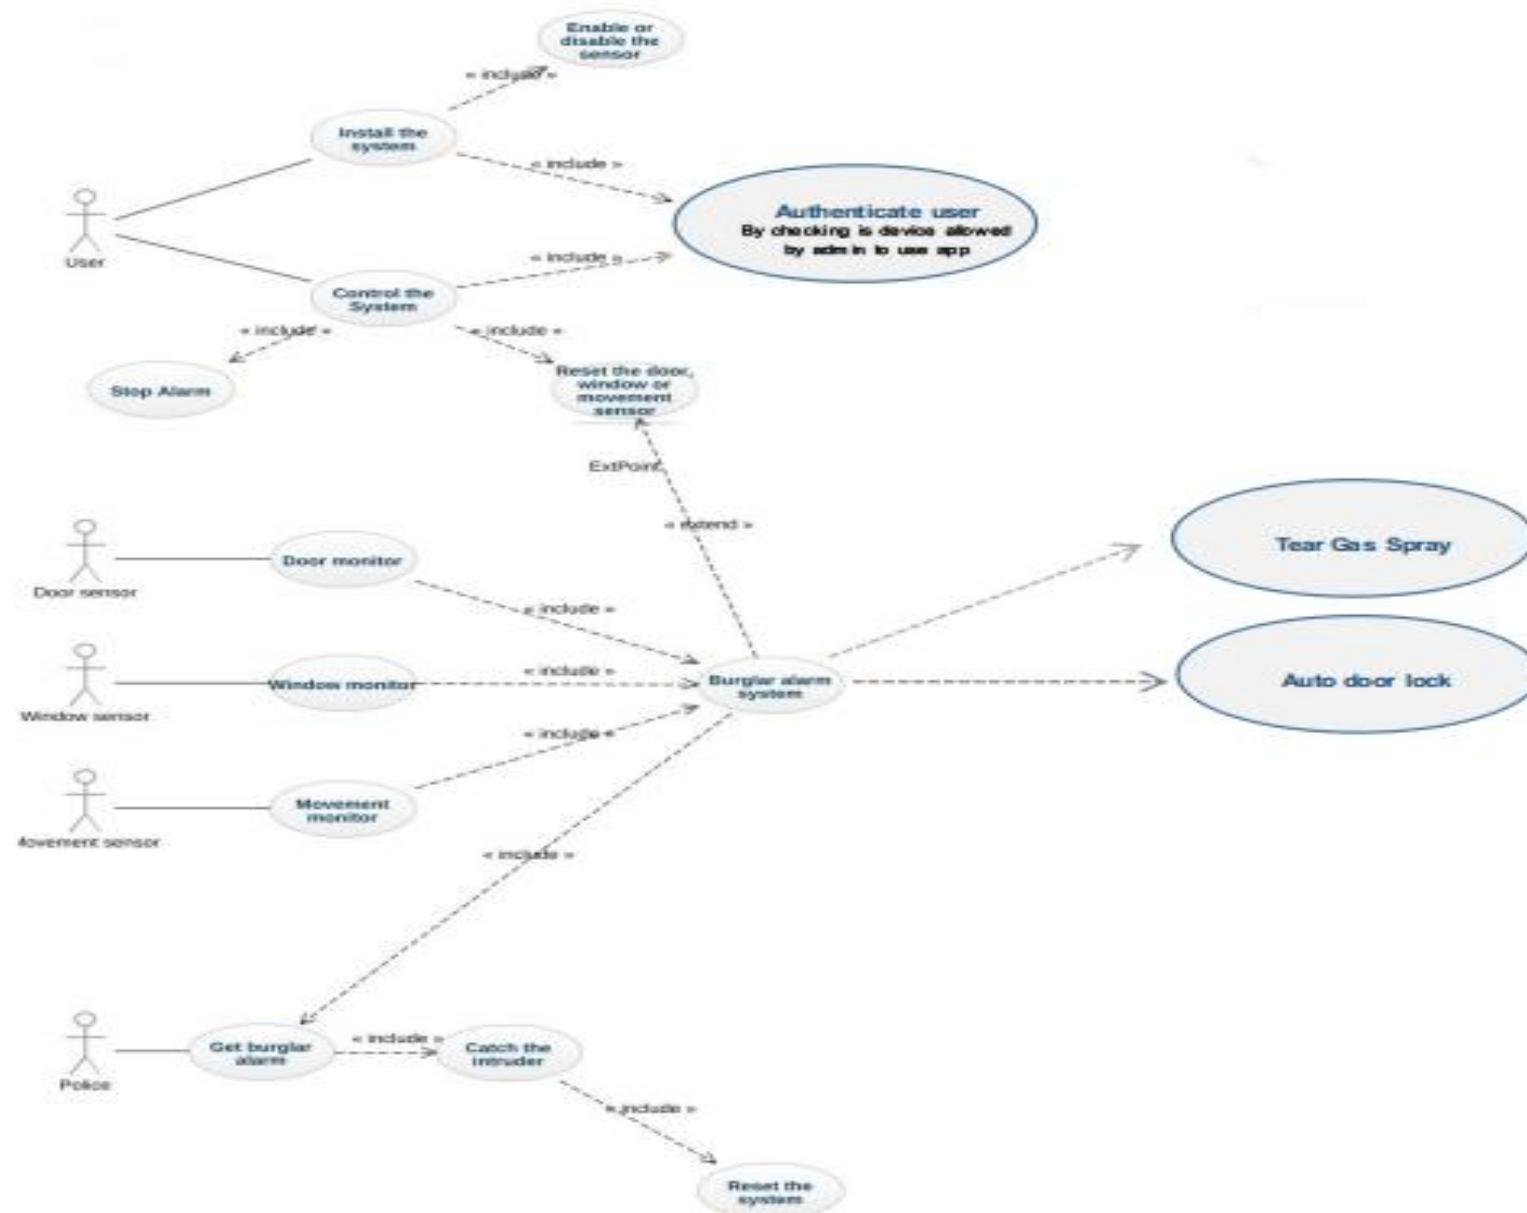 Enable or
disable the
sensor
« include »
Install the
system
« include »
Authenticate user
By checking is device allowed
by admin to use app
User
« include »
Control the
System
« include »
« include »
Stop Alarm
Reset the door,
window or
movement
sensor
ExtPoint
« extend »
Tear Gas Spray
Door monitor
Door sensor
« include »
Window monitor
« include »
Burglar alarm
system
Auto door lock
Window sensor
« include »
Movement
monitor
Movement sensor
« include »
Get burglar
alarm
« include »
Catch the
intruder
Police
« include »
Reset the
system